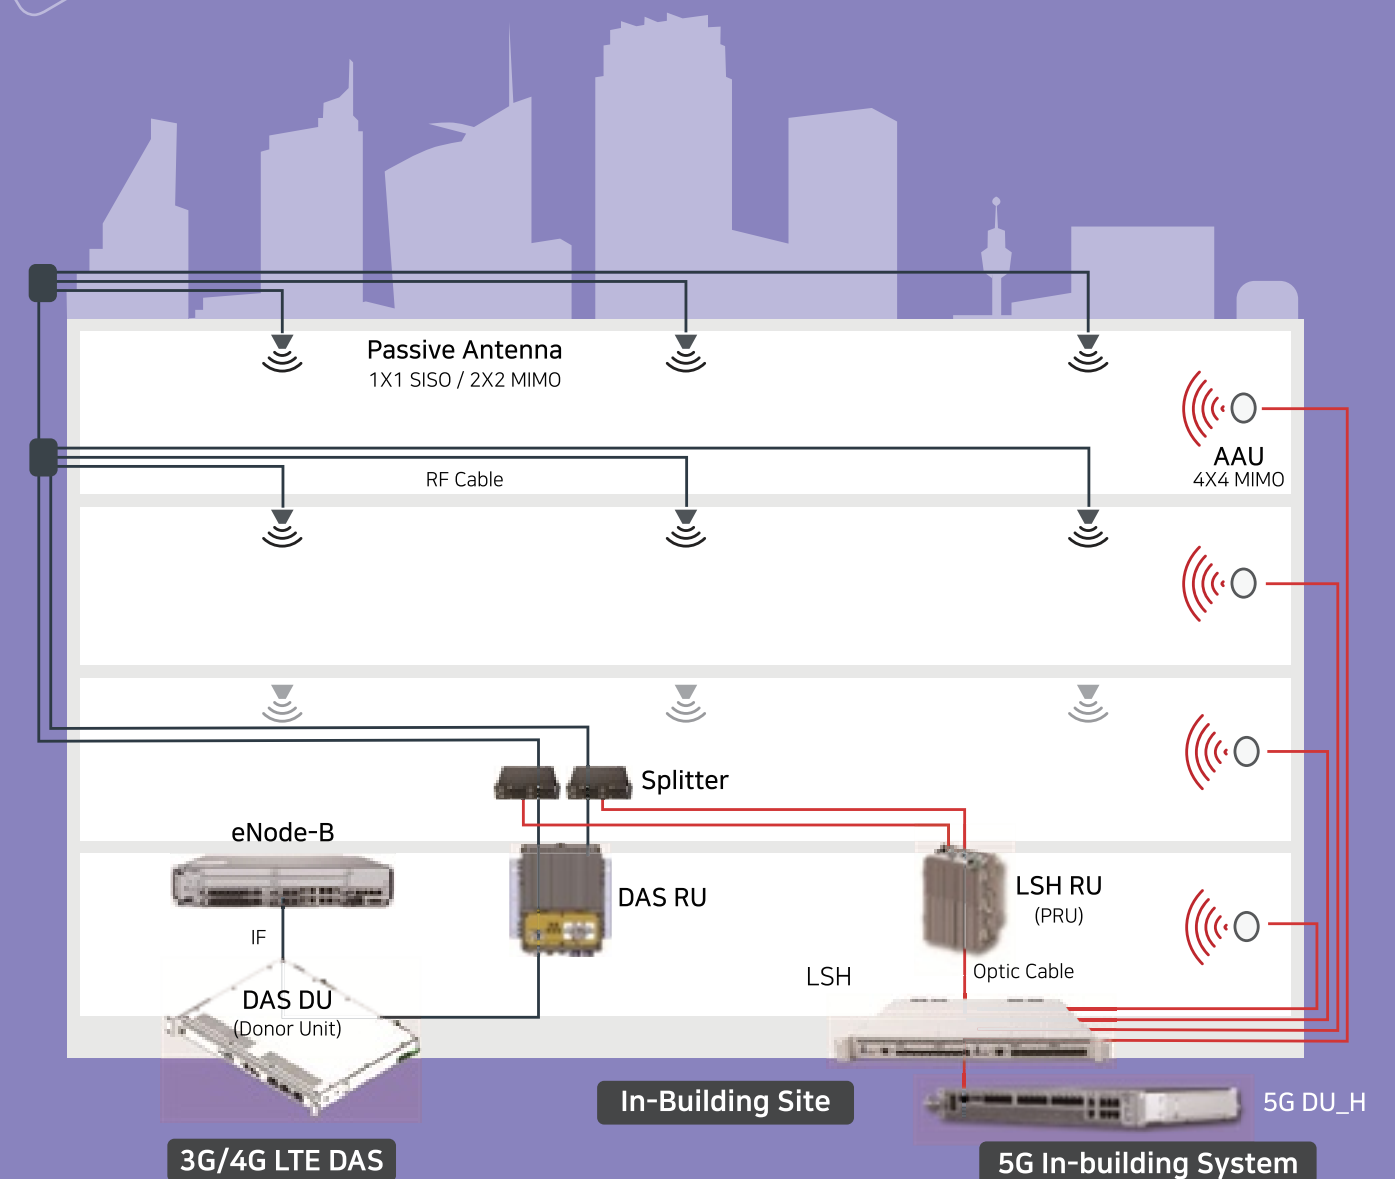 Passive Antenna
1X1 SISO / 2X2 MIMO
AAU
4X4 MIMO
RF Cable
Splitter
eNode-B
DAS RU
LSH RU
(PRU)
IF
Optic Cable
LSH
DAS DU
(Donor Unit)
In-Building Site
5G DU_H
3G/4G LTE DAS
5G In-building System